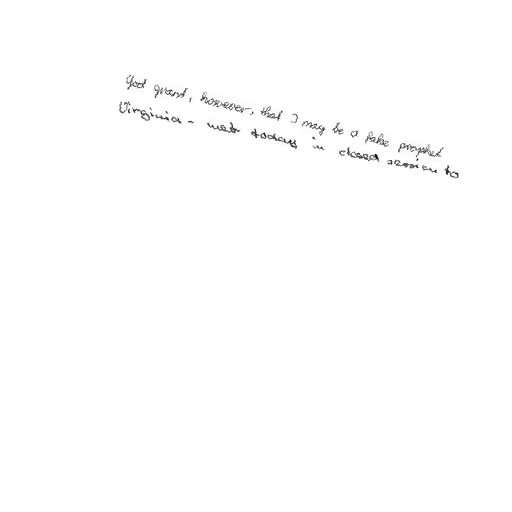 God grant, however, that I may be a false prophet
Virginia - met today in closed session to